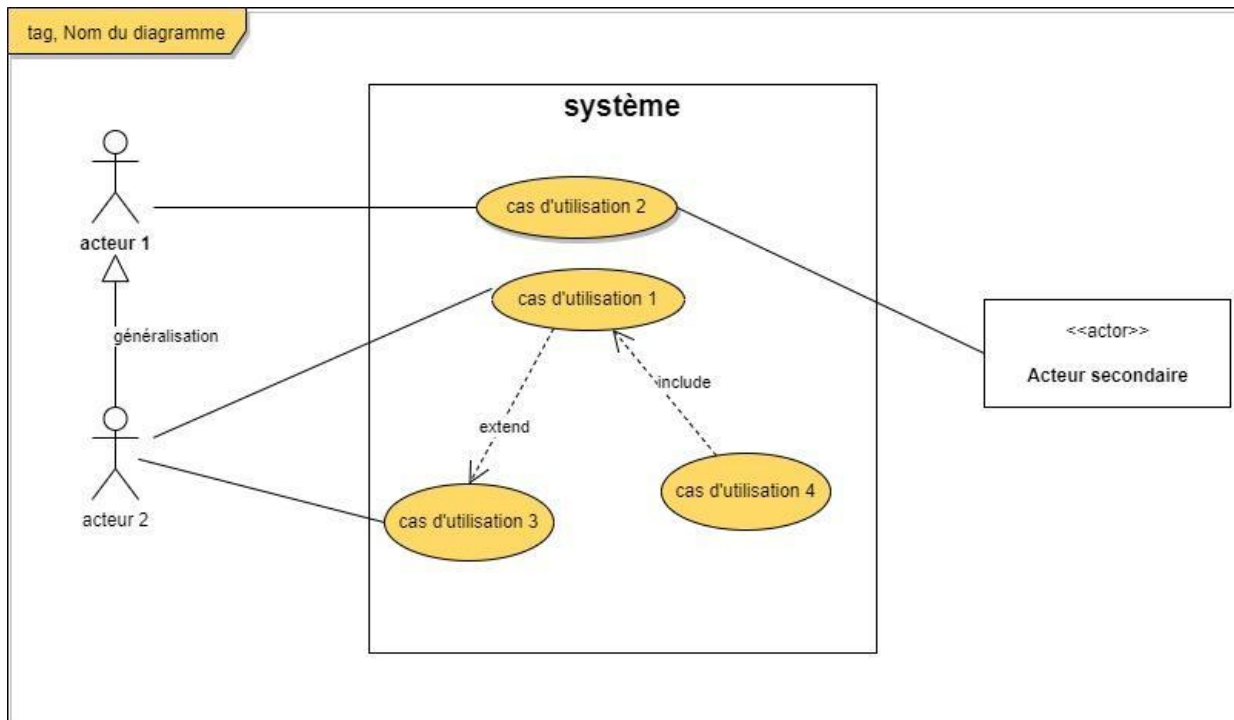 tag, Nom du diagramme
système
cas d'utilisation 2
acteur 1
cas d'utilisation 1
<<actor>>
Acteur secondaire
généralisation
include
extend
cas d'utilisation 4
cas d'utilisation 3
acteur 2